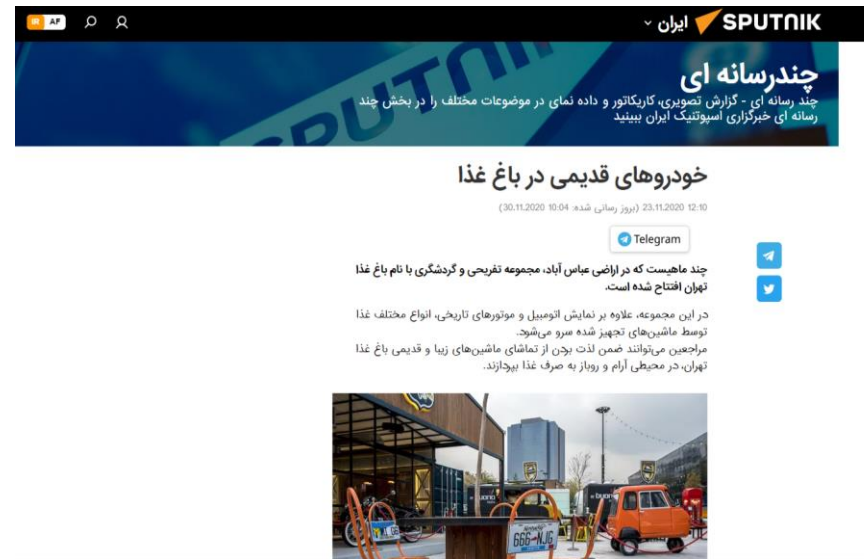 SPUTNIK ایران
IR AF
چندرسانه ای
چند رسانه ای - گزارش تصویری، کاریکاتور و داده نمای در موضوعات مختلف را در بخش چند
رسانه ای خبرگزاری اسپوتنیک ایران ببینید
خودروهای قدیمی در باغ غذا
12:10 23.11.2020 (بروز رسانی شده: 10:04 30.11.2020)
Telegram
چند ماهیست که در اراضی عباس آباد، مجموعه تفریحی و گردشگری با نام باغ غذا
تهران افتتاح شده است.
در این مجموعه، علاوه بر نمایش اتومبیل و موتورهای تاریخی، انواع مختلف غذا
توسط ماشین‌های تجهیز شده سرو می‌شود.
مراجعین می‌توانند ضمن لذت بردن از تماشای ماشین‌های زیبا و قدیمی باغ غذا
تهران، در محیطی آرام و روباز به صرف غذا بپردازند.
666 NJG